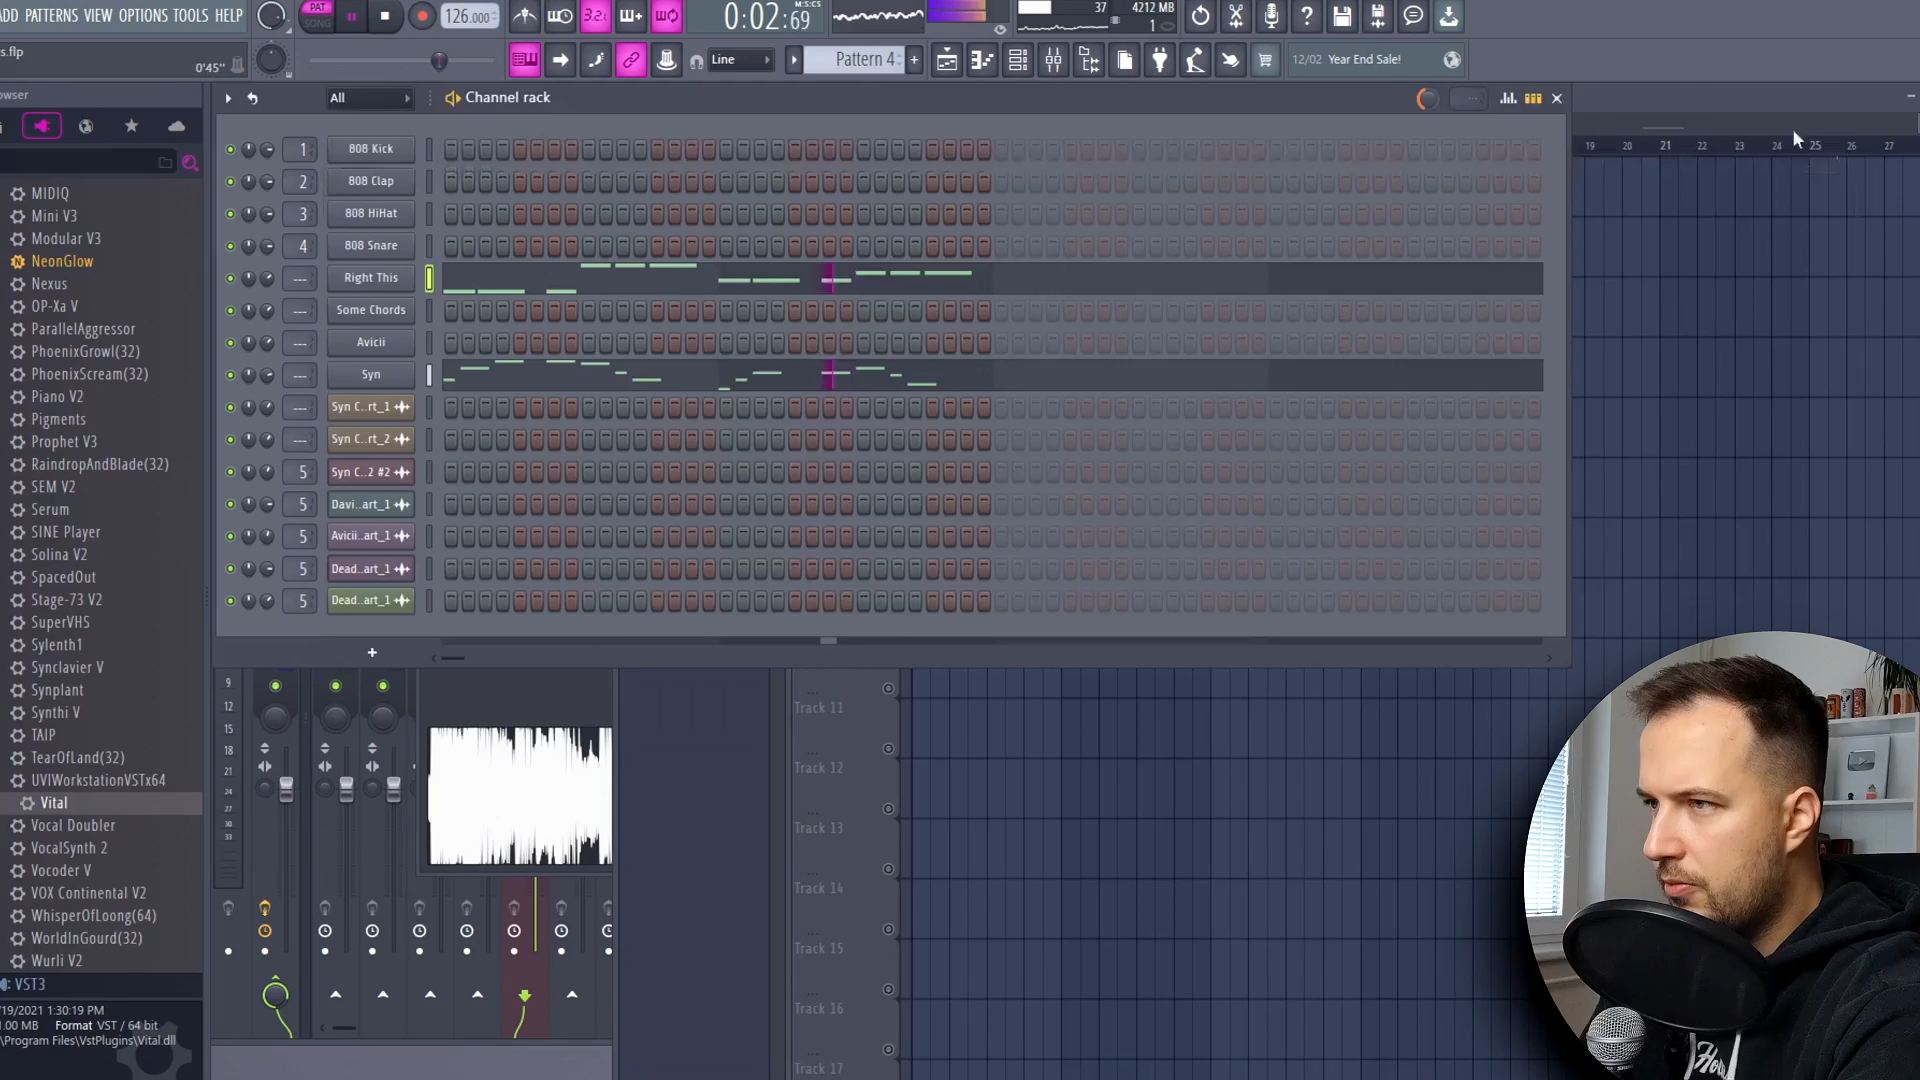 ADD PATTERNS VIEW OPTIONS TOOLS HELP
PAT
SONG
126.000
3.2.
0:02:69
M:S:CS
37
4212 MB
1
s.flp
0'45"
Line
Pattern 4
12/02 Year End Sale!
owser
All
Channel rack
MIDIQ
Mini V3
Modular V3
NeonGlow
Nexus
OP-Xa V
ParallelAggressor
PhoenixGrowl(32)
PhoenixScream(32)
Piano V2
Pigments
Prophet V3
RaindropAndBlade(32)
SEM V2
Serum
SINE Player
Solina V2
SpacedOut
Stage-73 V2
SuperVHS
Sylenth1
Synclavier V
Synplant
Synthi V
TAIP
TearOfLand(32)
UVIWorkstationVSTx64
Vital
Vocal Doubler
VocalSynth 2
Vocoder V
VOX Continental V2
WhisperOfLoong(64)
WorldInGourd(32)
Wurli V2
VST3
/19/2021 1:30:19 PM
1.00 MB Format VST / 64 bit
\Program Files\VstPlugins\Vital.dll
1 808 Kick
2 808 Clap
3 808 HiHat
4 808 Snare
--- Right This
--- Some Chords
--- Avicii
--- Syn
--- Syn C..rt_1
--- Syn C..rt_2
5 Syn C..2 #2
5 Davi..art_1
5 Avicii..art_1
5 Dead..art_1
5 Dead..art_1
19 20 21 22 23 24 25 26 27
9
12
15
18
21
24
27
30
33
Track 11
Track 12
Track 13
Track 14
Track 15
Track 16
Track 17